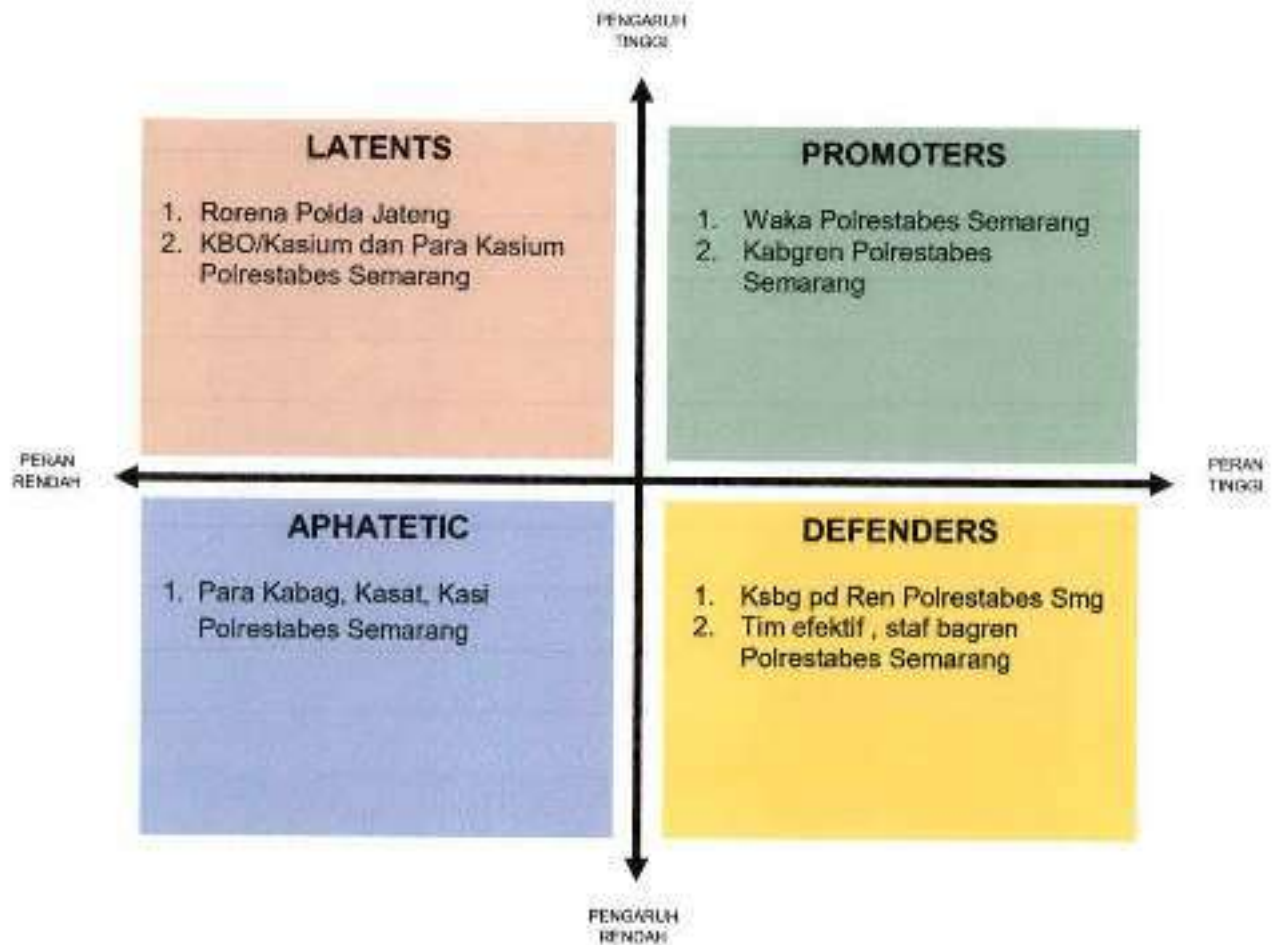 PENGARUH
TINGGI
LATENTS
1. Rorena Polda Jateng
2. KBO/Kasium dan Para Kasium
Polrestabes Semarang
PROMOTERS
1. Waka Polrestabes Semarang
2. Kabgren Polrestabes
Semarang
PERAN
RENDAH
PERAN
TINGGI
APHATETIC
1. Para Kabag, Kasat, Kasi
Polrestabes Semarang
DEFENDERS
1. Ksbg pd Ren Polrestabes Smg
2. Tim efektif , staf bagren
Polrestabes Semarang
PENGARUH
RENDAH